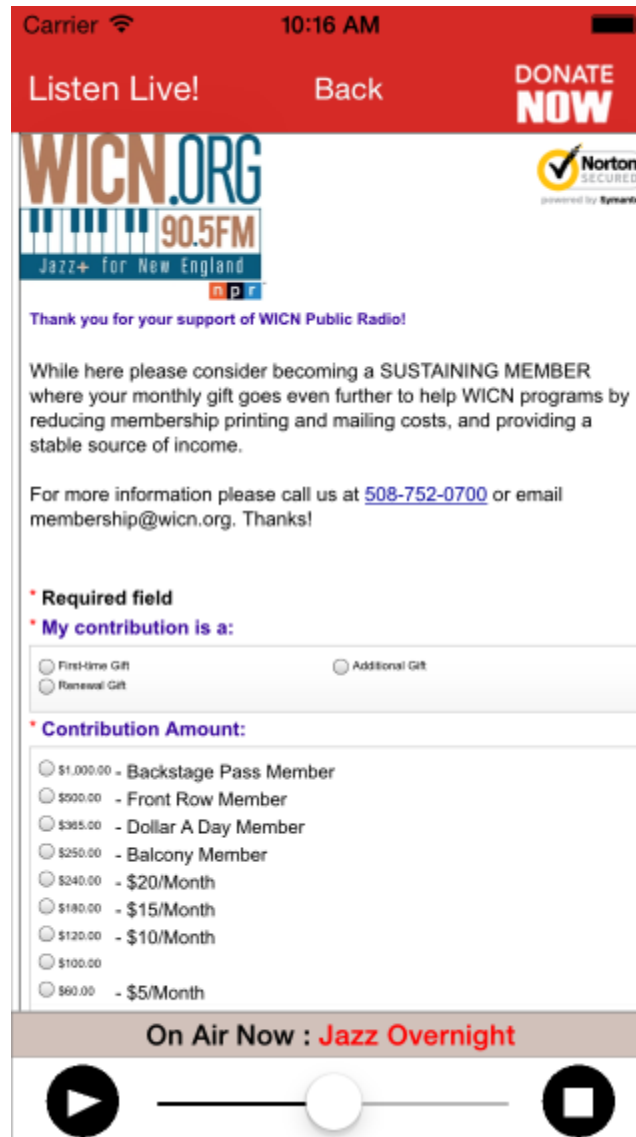 Carrier 10:16 AM
Listen Live! Back DONATE NOW
WICN.ORG
90.5FM
Jazz+ for New England
npr
Norton
SECURED
powered by
Thank you for your support of WICN Public Radio!
While here please consider becoming a SUSTAINING MEMBER
where your monthly gift goes even further to help WICN programs by
reducing membership printing and mailing costs, and providing a
stable source of income.
For more information please call us at 508-752-0700 or email
membership@wicn.org. Thanks!
* Required field
* My contribution is a:
First-time Gift Additional Gift
Renewal Gift
* Contribution Amount:
$1,000.00 - Backstage Pass Member
$500.00 - Front Row Member
$365.00 - Dollar A Day Member
$250.00 - Balcony Member
$240.00 - $20/Month
$180.00 - $15/Month
$120.00 - $10/Month
$100.00
$60.00 - $5/Month
On Air Now : Jazz Overnight